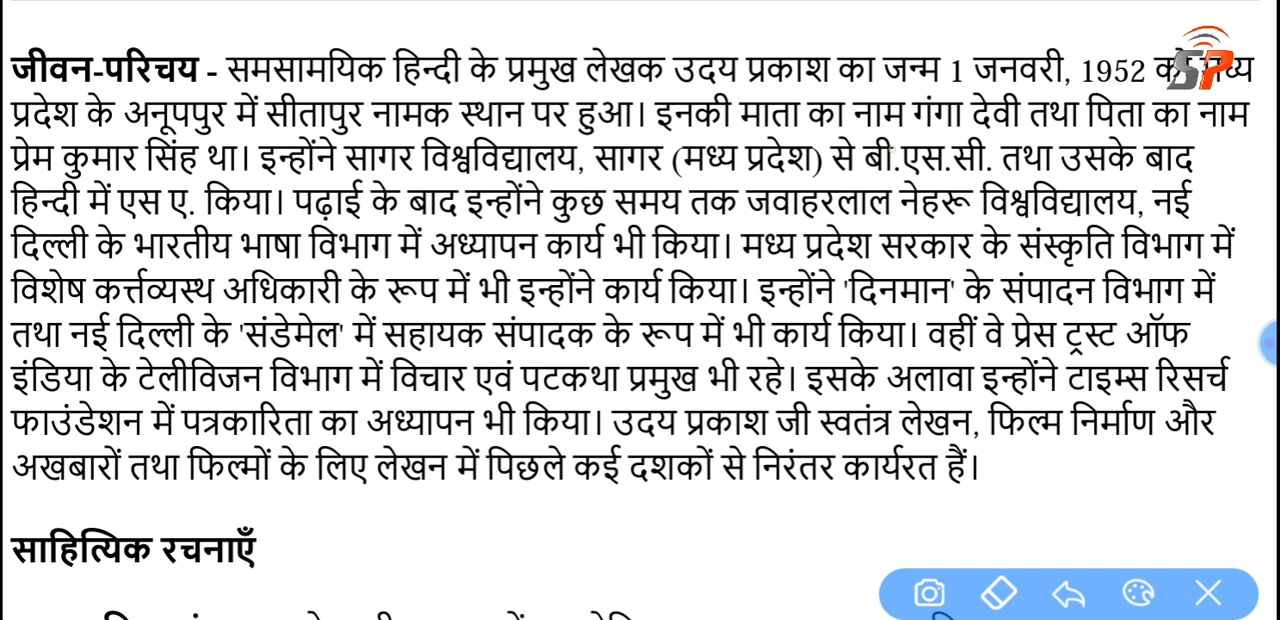 जीवन-परिचय - समसामयिक हिन्दी के प्रमुख लेखक उदय प्रकाश का जन्म 1 जनवरी, 1952 को मध्य
प्रदेश के अनूपपुर में सीतापुर नामक स्थान पर हुआ। इनकी माता का नाम गंगा देवी तथा पिता का नाम
प्रेम कुमार सिंह था। इन्होंने सागर विश्वविद्यालय, सागर (मध्य प्रदेश) से बी.एस.सी. तथा उसके बाद
हिन्दी में एस ए. किया। पढ़ाई के बाद इन्होंने कुछ समय तक जवाहरलाल नेहरू विश्वविद्यालय, नई
दिल्ली के भारतीय भाषा विभाग में अध्यापन कार्य भी किया। मध्य प्रदेश सरकार के संस्कृति विभाग में
विशेष कर्त्तव्यस्थ अधिकारी के रूप में भी इन्होंने कार्य किया। इन्होंने 'दिनमान' के संपादन विभाग में
तथा नई दिल्ली के 'संडेमेल' में सहायक संपादक के रूप में भी कार्य किया। वहीं वे प्रेस ट्रस्ट ऑफ
इंडिया के टेलीविजन विभाग में विचार एवं पटकथा प्रमुख भी रहे। इसके अलावा इन्होंने टाइम्स रिसर्च
फाउंडेशन में पत्रकारिता का अध्यापन भी किया। उदय प्रकाश जी स्वतंत्र लेखन, फिल्म निर्माण और
अखबारों तथा फिल्मों के लिए लेखन में पिछले कई दशकों से निरंतर कार्यरत हैं।
साहित्यिक रचनाएँ
SP